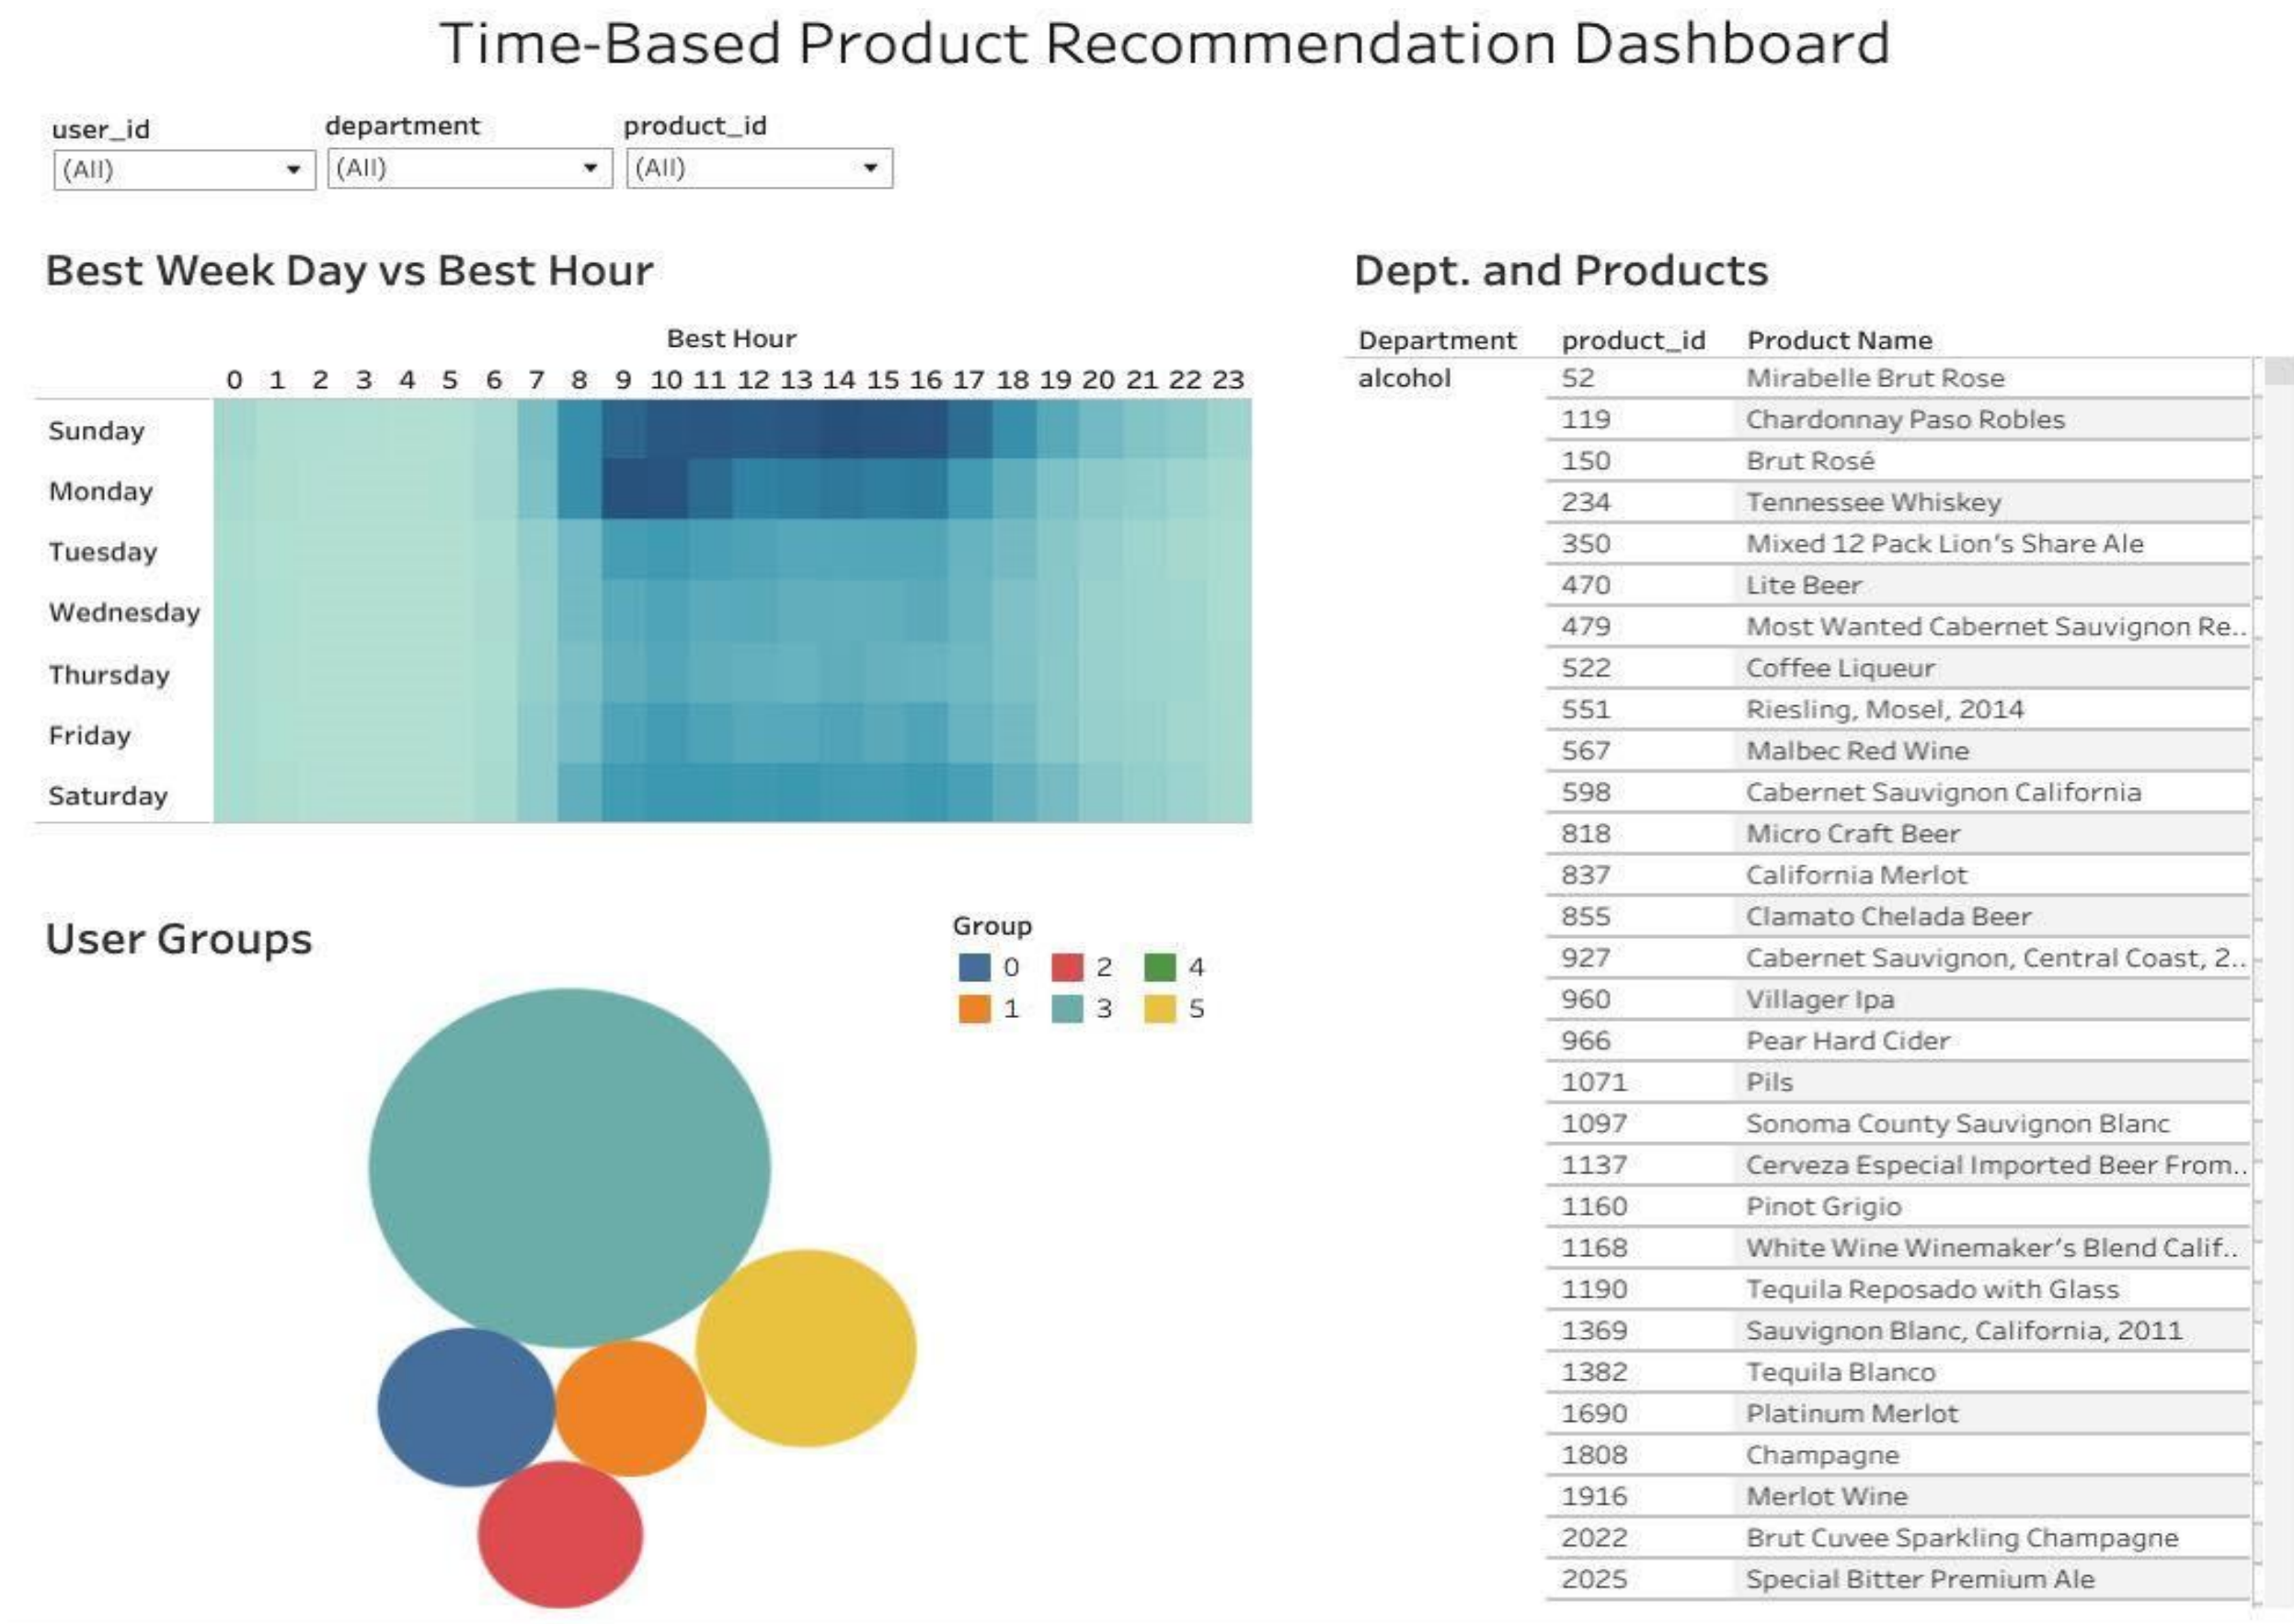 Time-Based Product Recommendation Dashboard
user_id department product_id
(All) (All) (All)
Best Week Day vs Best Hour
Best Hour
0 1 2 3 4 5 6 7 8 9 10 11 12 13 14 15 16 17 18 19 20 21 22 23
Sunday
Monday
Tuesday
Wednesday
Thursday
Friday
Saturday
User Groups
Group
0 2 4
1 3 5
Dept. and Products
Department product_id Product Name
alcohol 52 Mirabelle Brut Rose
119 Chardonnay Paso Robles
150 Brut Rosé
234 Tennessee Whiskey
350 Mixed 12 Pack Lion's Share Ale
470 Lite Beer
479 Most Wanted Cabernet Sauvignon Re..
522 Coffee Liqueur
551 Riesling, Mosel, 2014
567 Malbec Red Wine
598 Cabernet Sauvignon California
818 Micro Craft Beer
837 California Merlot
855 Clamato Chelada Beer
927 Cabernet Sauvignon, Central Coast, 2..
960 Villager Ipa
966 Pear Hard Cider
1071 Pils
1097 Sonoma County Sauvignon Blanc
1137 Cerveza Especial Imported Beer From..
1160 Pinot Grigio
1168 White Wine Winemaker's Blend Calif..
1190 Tequila Reposado with Glass
1369 Sauvignon Blanc, California, 2011
1382 Tequila Blanco
1690 Platinum Merlot
1808 Champagne
1916 Merlot Wine
2022 Brut Cuvee Sparkling Champagne
2025 Special Bitter Premium Ale